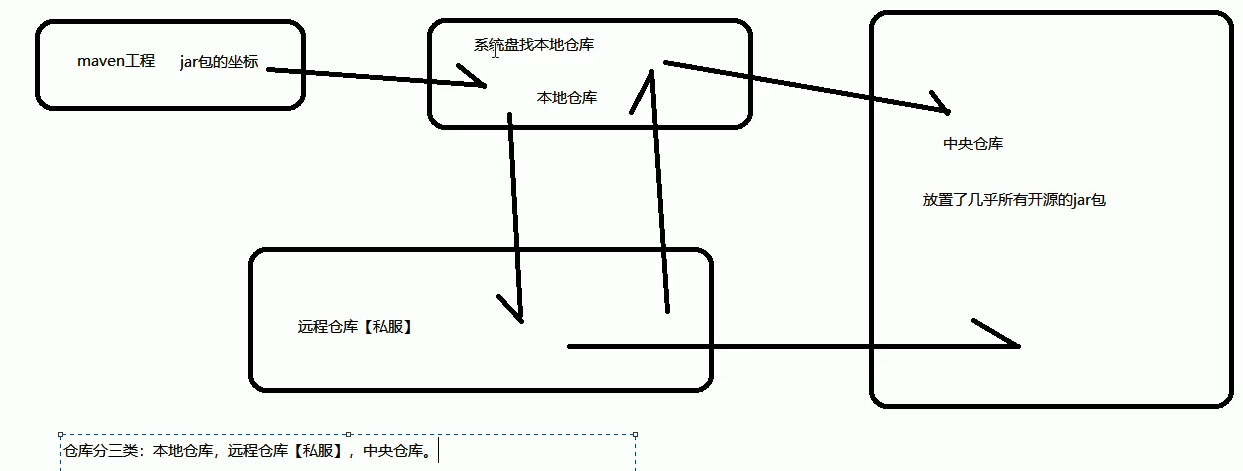 maven工程 jar包的坐标
系统盘找本地仓库
本地仓库
中央仓库
放置了几乎所有开源的jar包
远程仓库【私服】
仓库分三类：本地仓库，远程仓库【私服】，中央仓库。